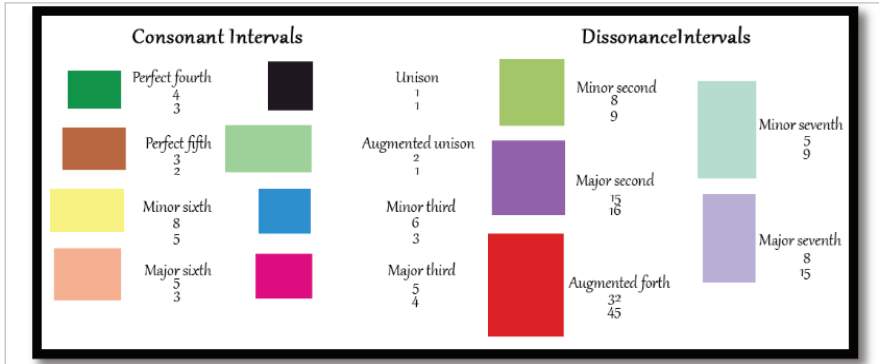 Consonant Intervals
Perfect fourth
4
3
Unison
1
1
Perfect fifth
3
2
Augmented unison
2
1
Minor sixth
8
5
Minor third
6
3
Major sixth
5
3
Major third
5
4
DissonanceIntervals
Minor second
8
9
Minor seventh
5
9
Major second
15
16
Major seventh
8
15
Augmented forth
32
45